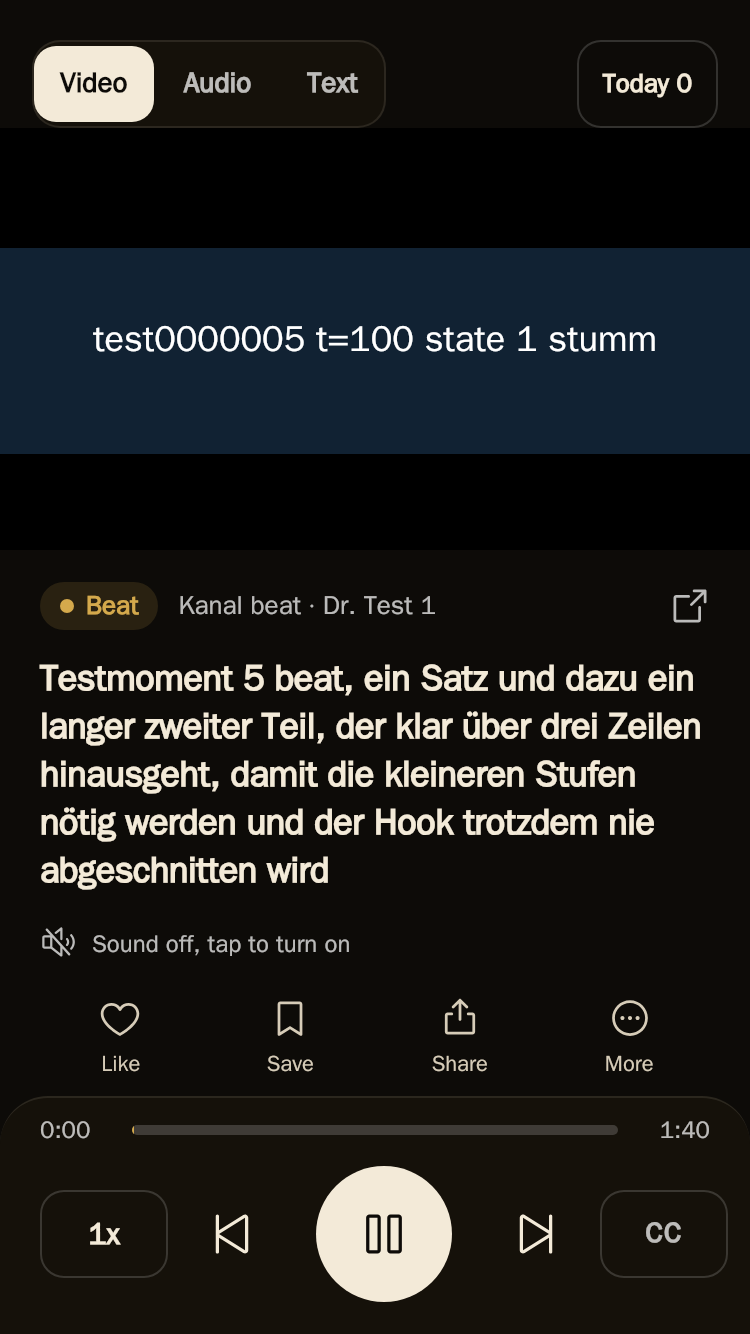 Video Audio Text Today 0
test0000005 t=100 state 1 stumm
Beat Kanal beat · Dr. Test 1
Testmoment 5 beat, ein Satz und dazu ein
langer zweiter Teil, der klar über drei Zeilen
hinausgeht, damit die kleineren Stufen
nötig werden und der Hook trotzdem nie
abgeschnitten wird
Sound off, tap to turn on
Like Save Share More
0:00 1:40
1x CC